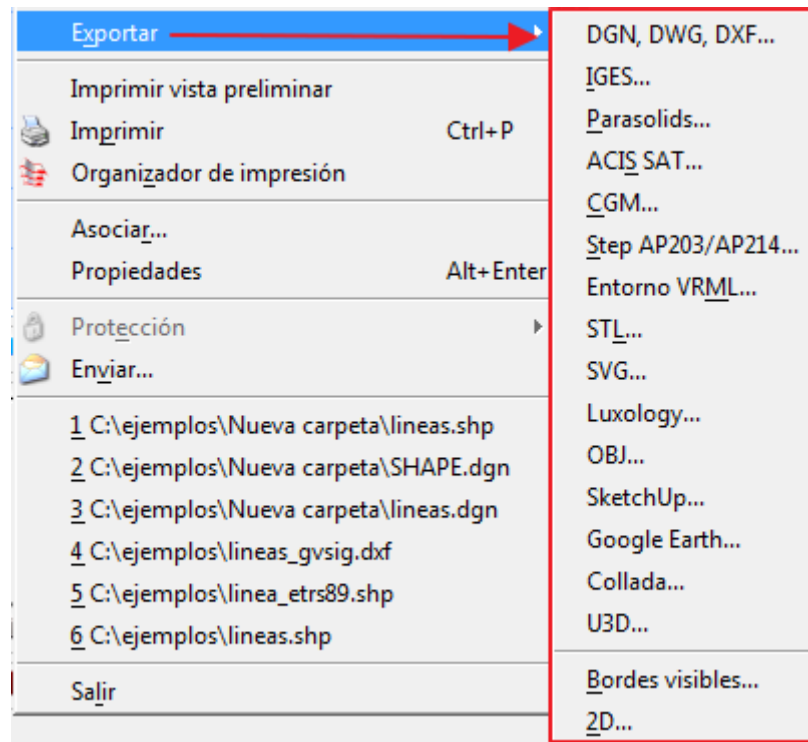 Exportar
Imprimir vista preliminar
Imprimir Ctrl+P
Organizador de impresión
Asociar...
Propiedades Alt+Enter
Protección
Enviar...
1 C:\ejemplos\Nueva carpeta\lineas.shp
2 C:\ejemplos\Nueva carpeta\SHAPE.dgn
3 C:\ejemplos\Nueva carpeta\lineas.dgn
4 C:\ejemplos\lineas_gvsig.dxf
5 C:\ejemplos\linea_etrs89.shp
6 C:\ejemplos\lineas.shp
Salir
DGN, DWG, DXF...
IGES...
Parasolids...
ACIS SAT...
CGM...
Step AP203/AP214...
Entorno VRML...
STL...
SVG...
Luxology...
OBJ...
SketchUp...
Google Earth...
Collada...
U3D...
Bordes visibles...
2D...